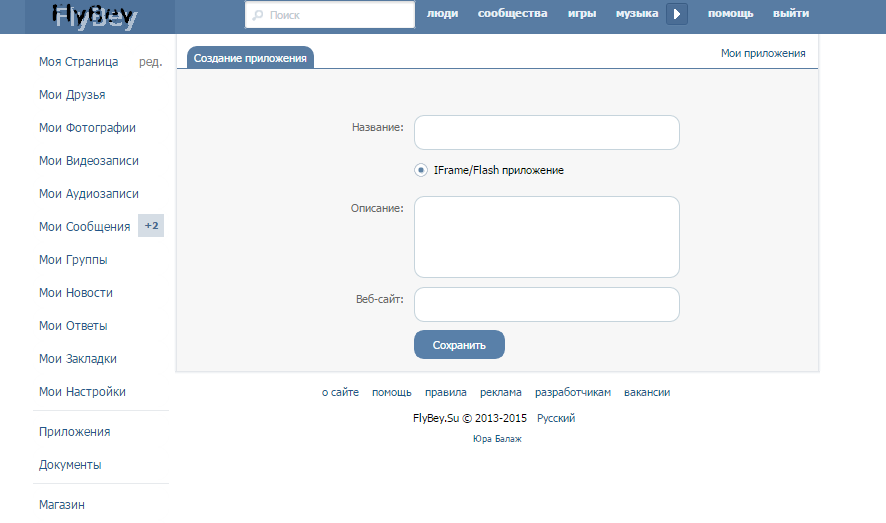 FlyBey
Поиск
люди сообщества игры музыка помощь выйти
Моя Страница ред.
Мои Друзья
Мои Фотографии
Мои Видеозаписи
Мои Аудиозаписи
Мои Сообщения +2
Мои Группы
Мои Новости
Мои Ответы
Мои Закладки
Мои Настройки
Приложения
Документы
Магазин
Создание приложения
Мои приложения
Название:
IFrame/Flash приложение
Описание:
Веб-сайт:
Сохранить
о сайте помощь правила реклама разработчикам вакансии
FlyBey.Su © 2013-2015 Русский
Юра Балаж